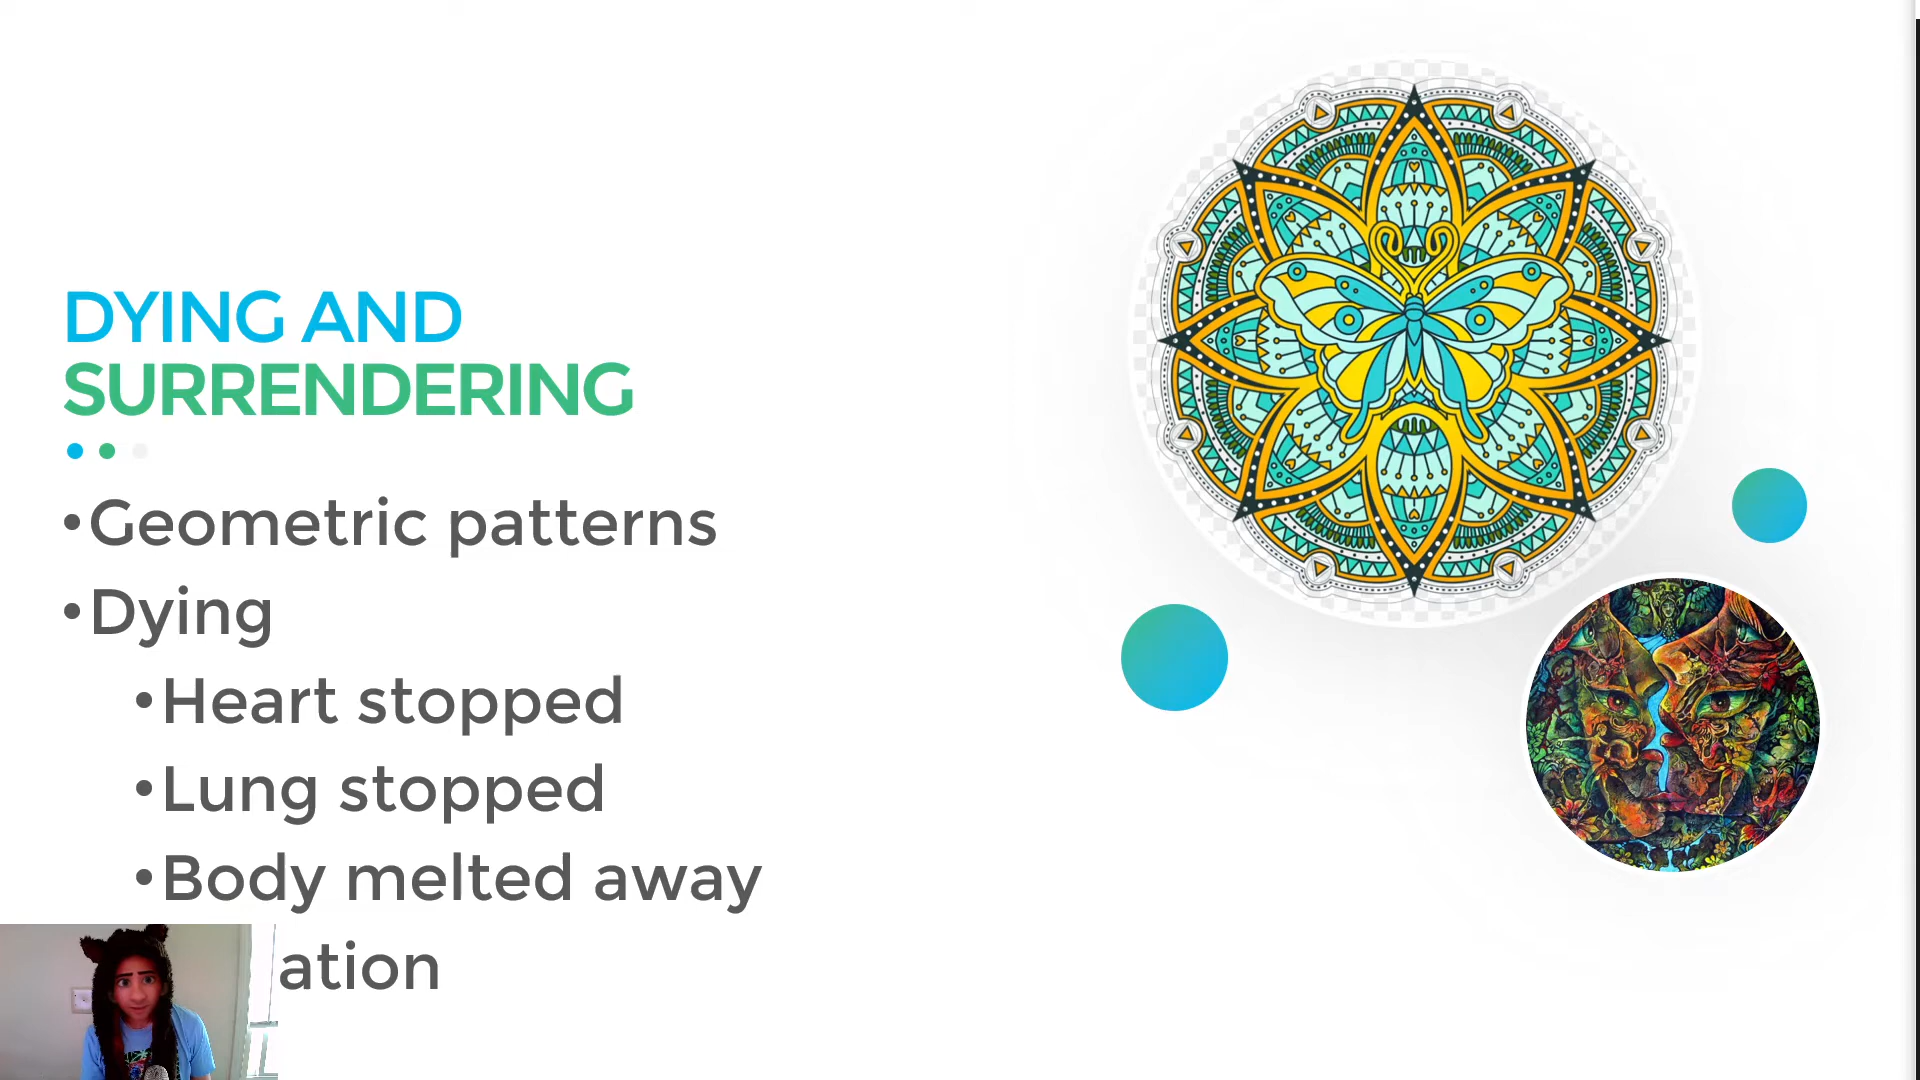 DYING AND
SURRENDERING
•Geometric patterns
•Dying
•Heart stopped
•Lung stopped
•Body melted away
ation